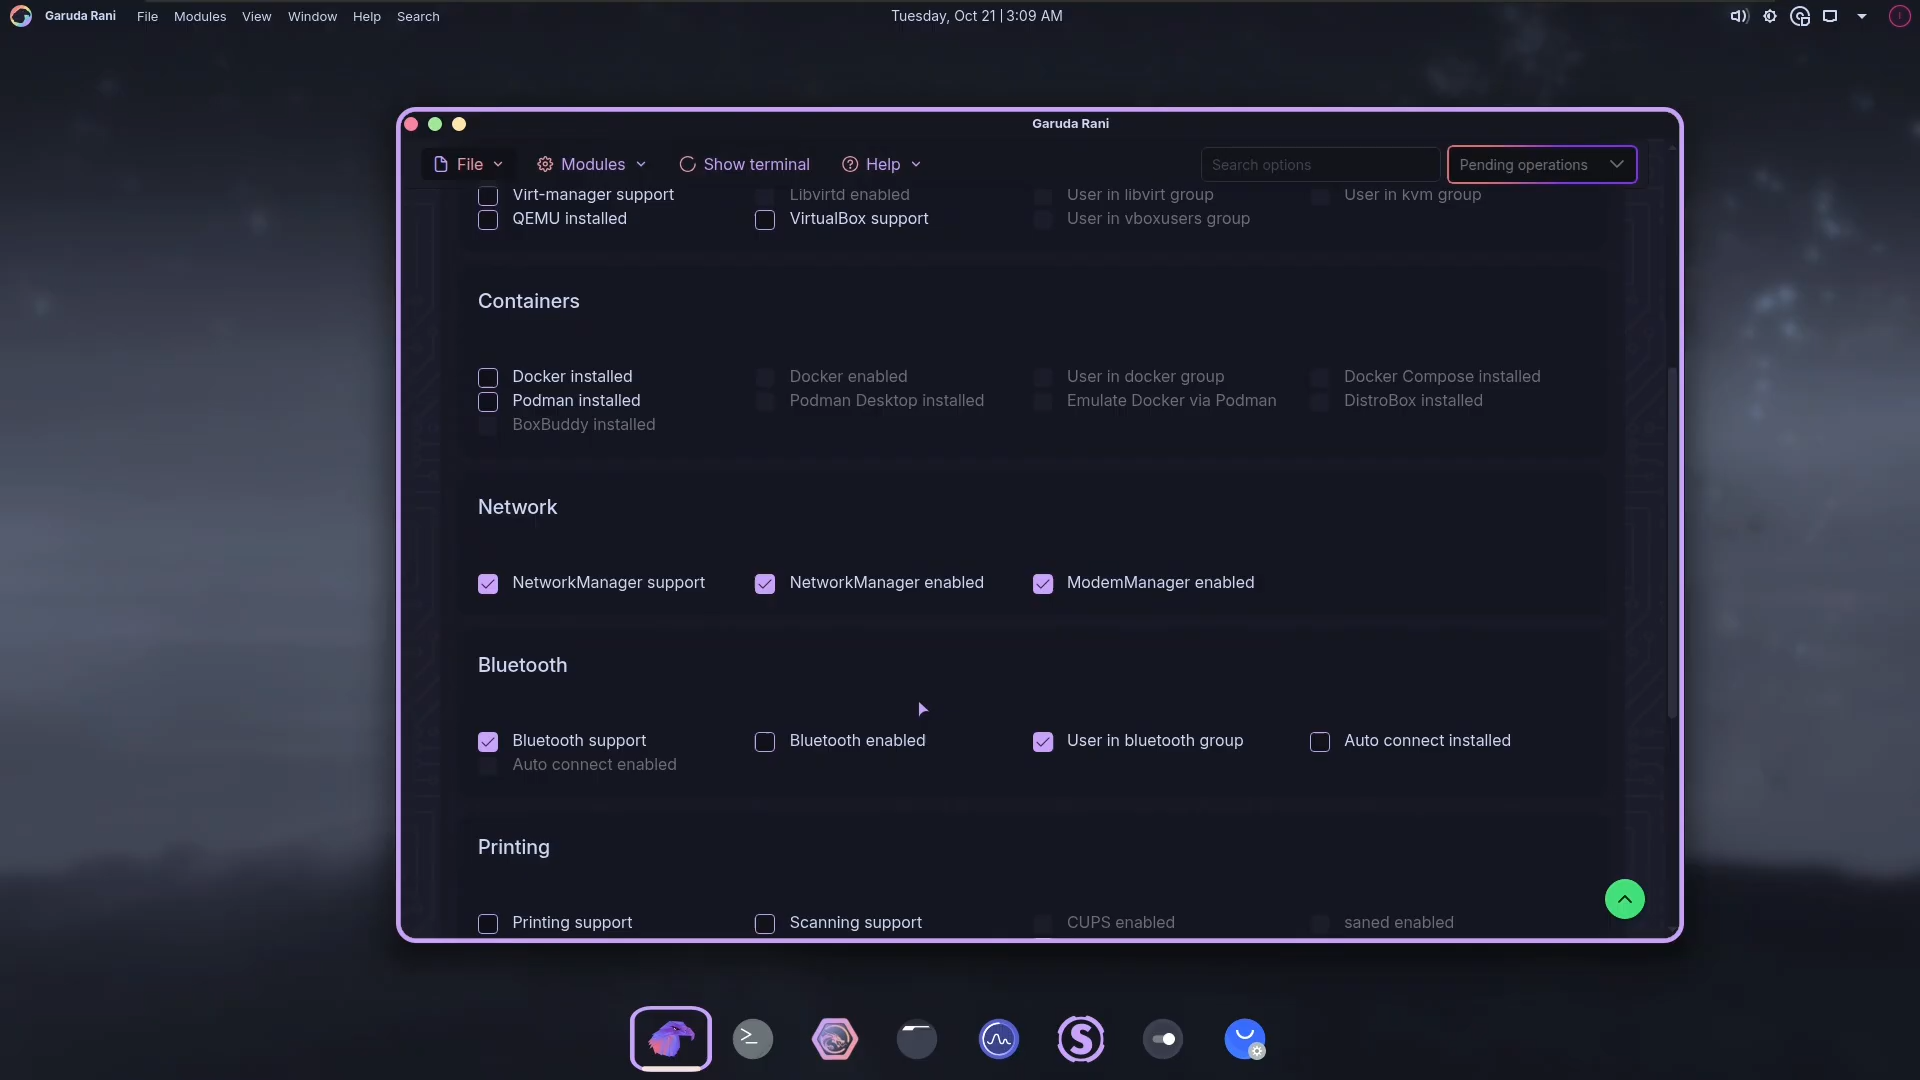 Garuda Rani File Modules View Window Help Search Tuesday, Oct 21 | 3:09 AM
Garuda Rani
File Modules Show terminal Help Search options Pending operations
Virt-manager support Libvirtd enabled User in libvirt group User in kvm group
QEMU installed VirtualBox support User in vboxusers group
Containers
Docker installed Docker enabled User in docker group Docker Compose installed
Podman installed Podman Desktop installed Emulate Docker via Podman DistroBox installed
BoxBuddy installed
Network
NetworkManager support NetworkManager enabled ModemManager enabled
Bluetooth
Bluetooth support Bluetooth enabled User in bluetooth group Auto connect installed
Auto connect enabled
Printing
Printing support Scanning support CUPS enabled saned enabled